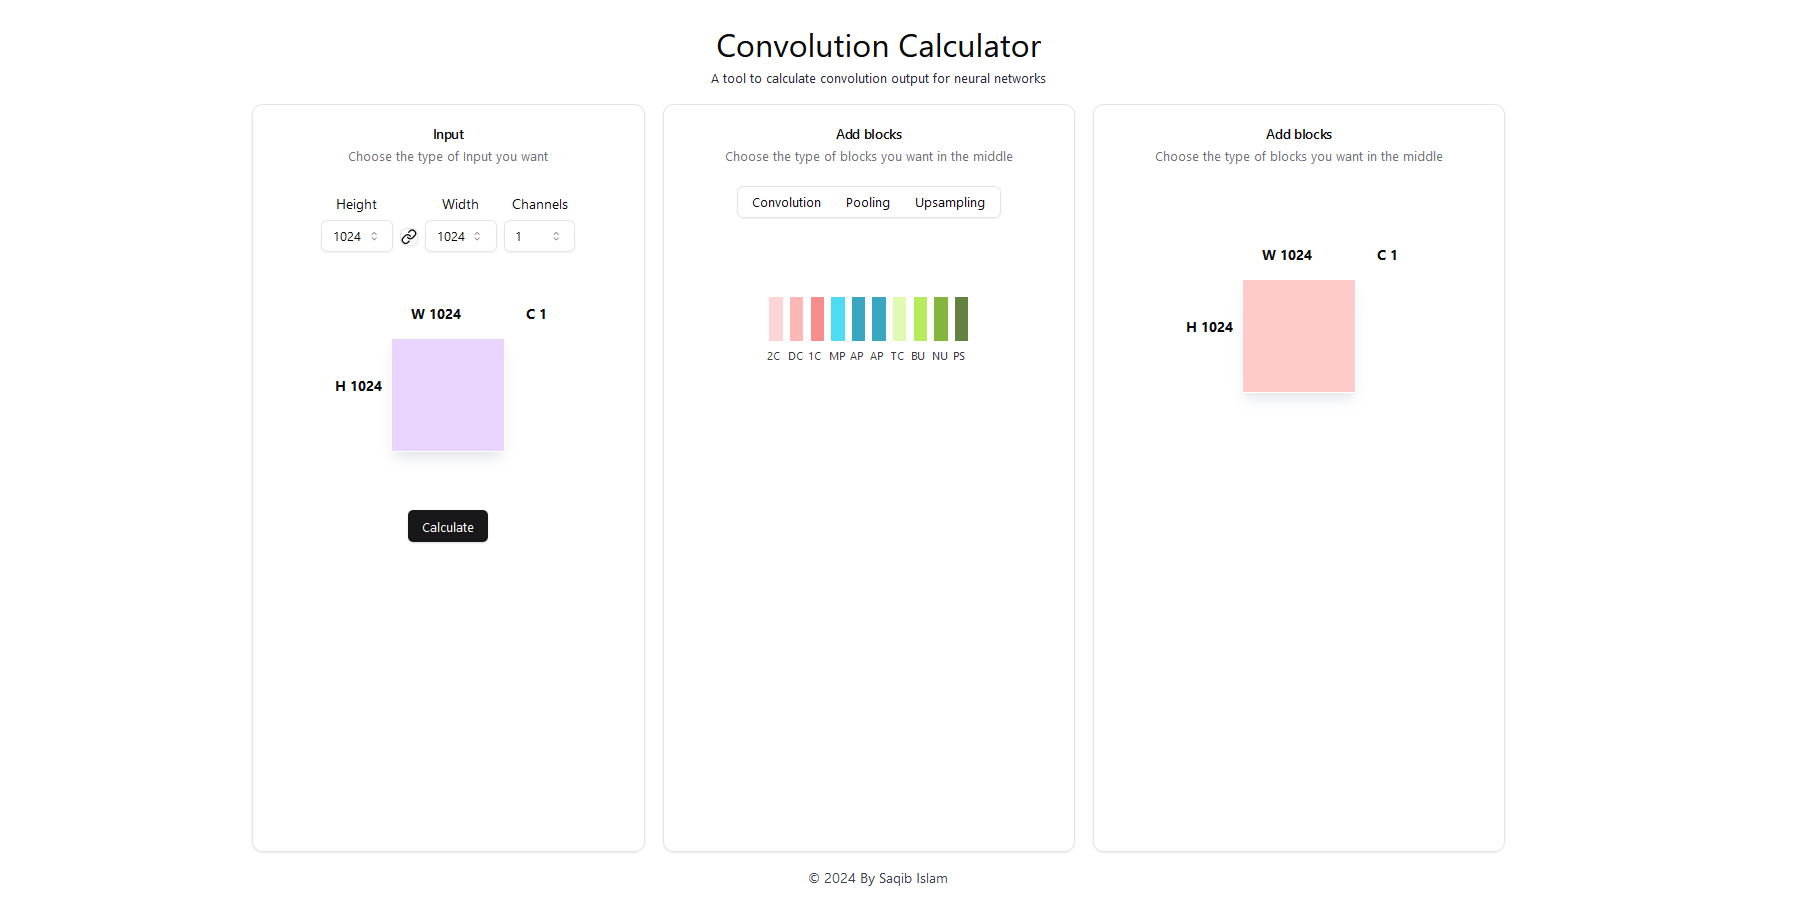 Convolution Calculator
A tool to calculate convolution output for neural networks
Input
Choose the type of Input you want
Height Width Channels
1024 1024 1
W 1024 C 1
H 1024
Calculate
Add blocks
Choose the type of blocks you want in the middle
Convolution Pooling Upsampling
2C DC 1C MP AP AP TC BU NU PS
Add blocks
Choose the type of blocks you want in the middle
W 1024 C 1
H 1024
© 2024 By Saqib Islam